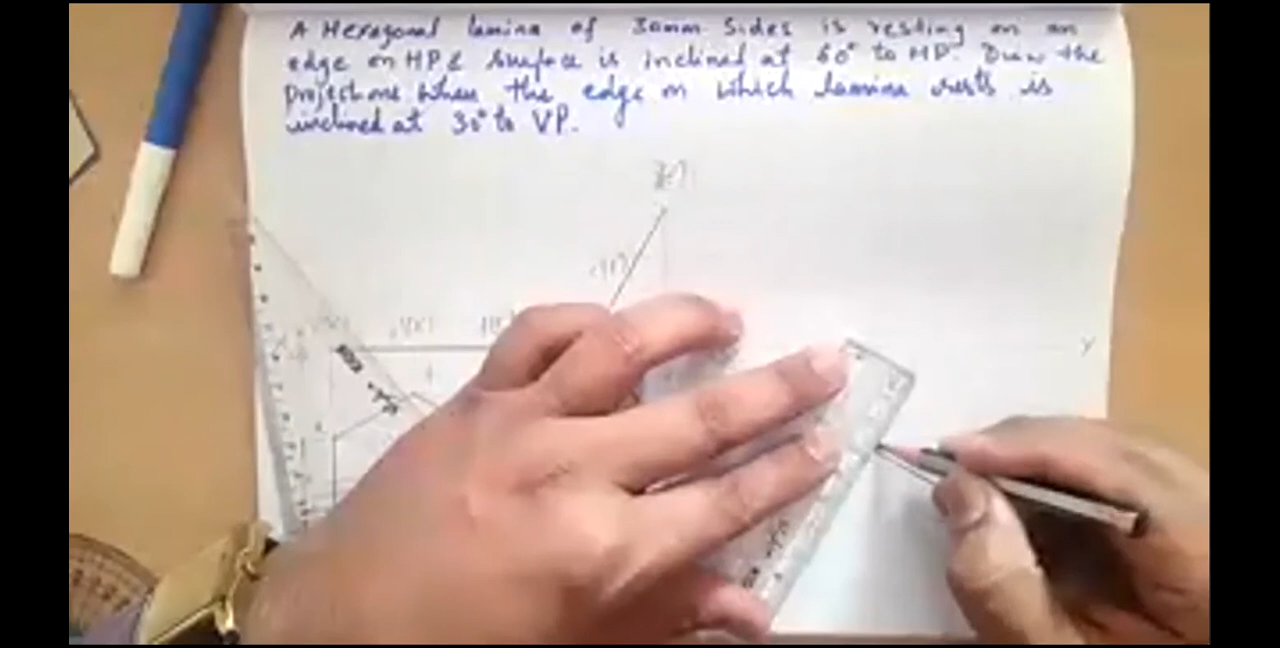 A Hexagonal lamina of 30mm Sides is resting on an
edge on HP & Surface is inclined at 60° to HP. Draw the
projections when the edge on which lamina rests is
inclined at 30° to VP.
Y